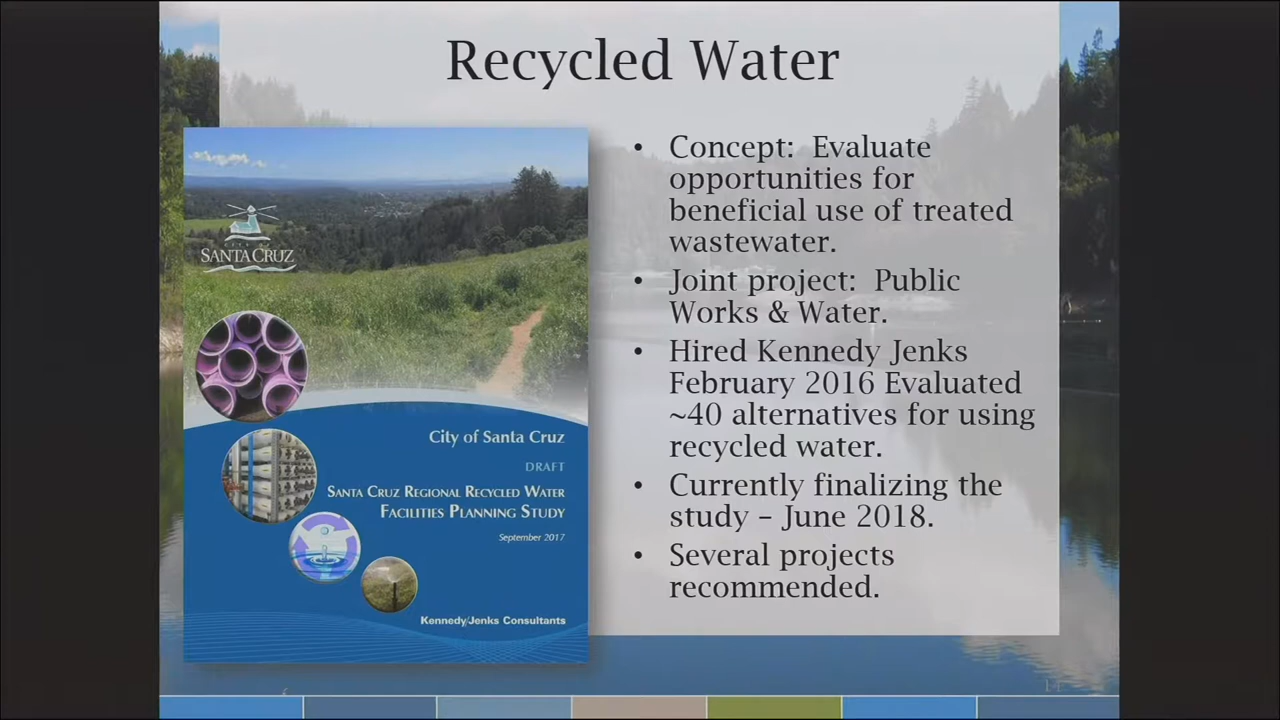 Recycled Water
CITY OF
SANTA CRUZ
City of Santa Cruz
DRAFT
SANTA CRUZ REGIONAL RECYCLED WATER
FACILITIES PLANNING STUDY
September 2017
Kennedy/Jenks Consultants
• Concept: Evaluate
opportunities for
beneficial use of treated
wastewater.
• Joint project: Public
Works & Water.
• Hired Kennedy Jenks
February 2016 Evaluated
~40 alternatives for using
recycled water.
• Currently finalizing the
study – June 2018.
• Several projects
recommended.